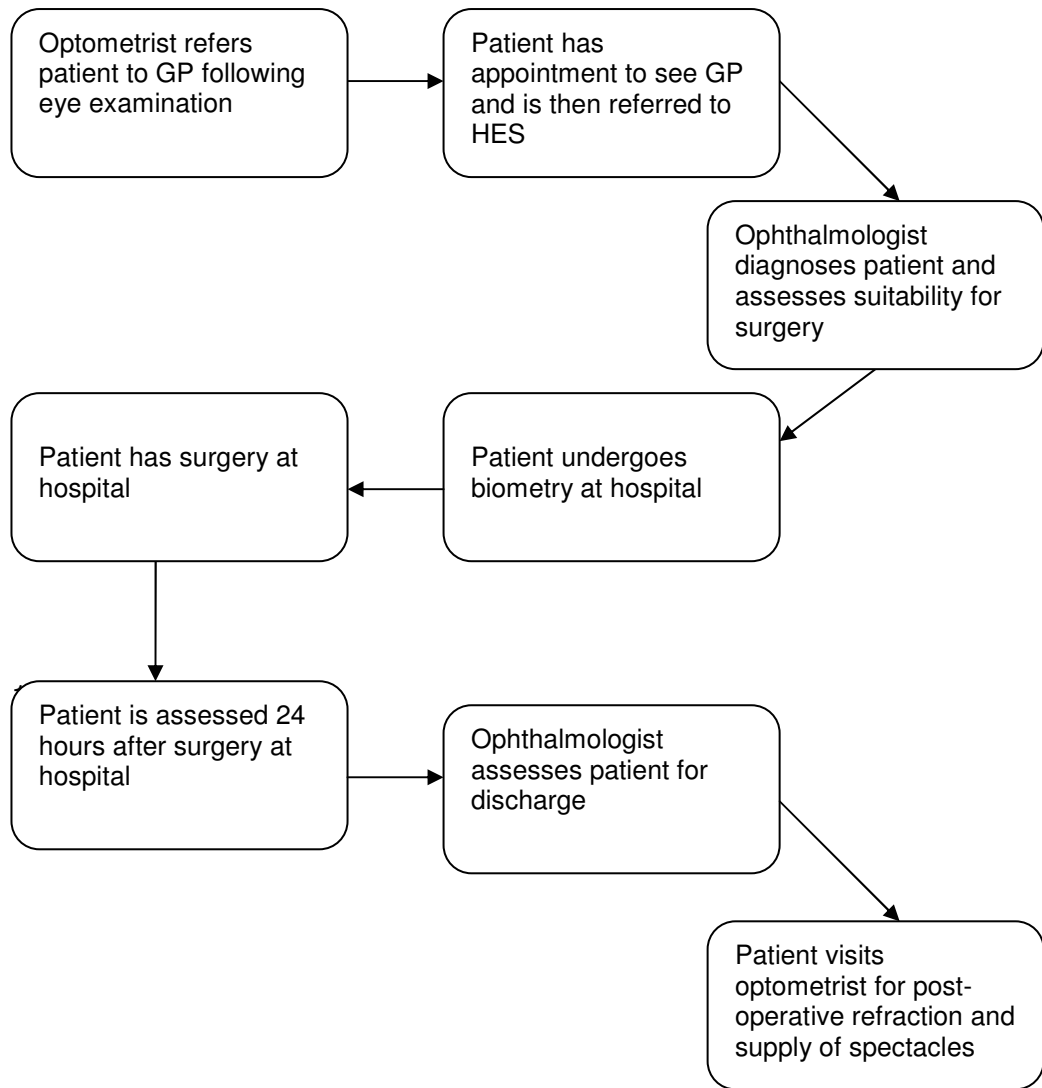 Optometrist refers
patient to GP following
eye examination
Patient has
appointment to see GP
and is then referred to
HES
Ophthalmologist
diagnoses patient and
assesses suitability for
surgery
Patient undergoes
biometry at hospital
Patient has surgery at
hospital
Patient is assessed 24
hours after surgery at
hospital
Ophthalmologist
assesses patient for
discharge
Patient visits
optometrist for post-
operative refraction and
supply of spectacles